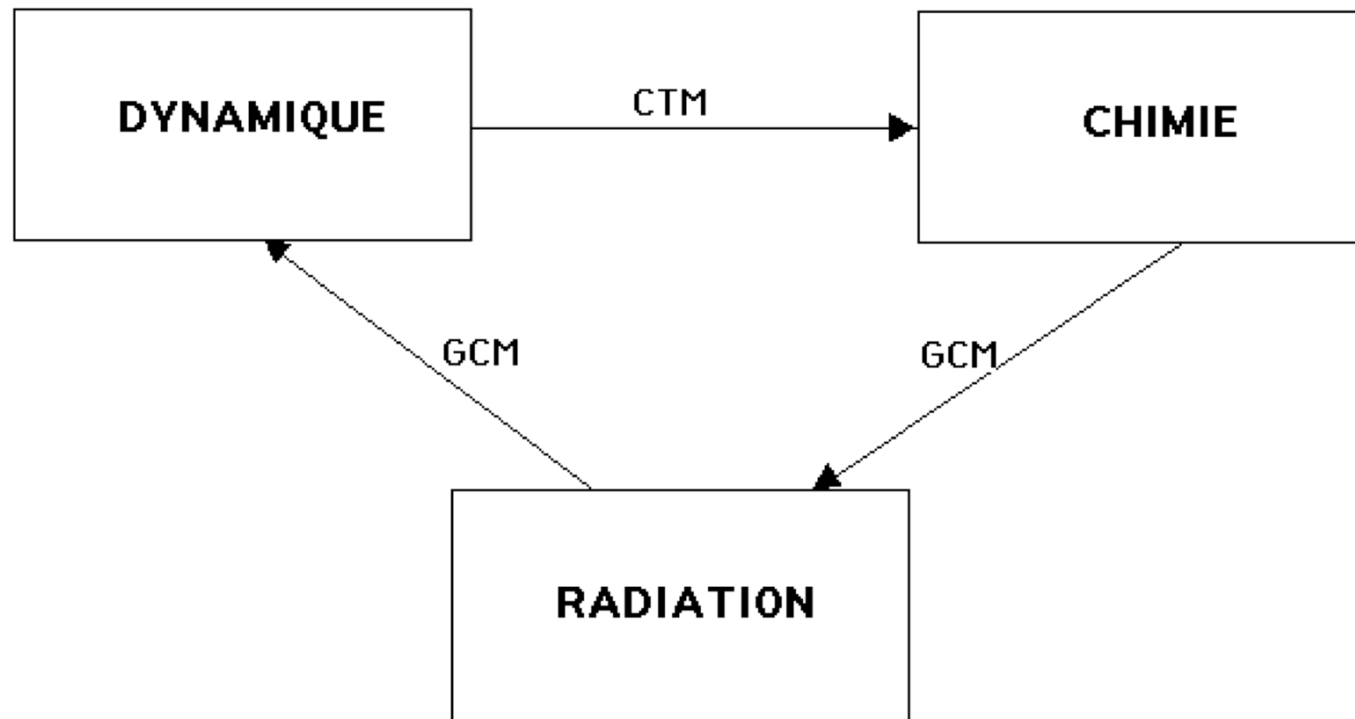 DYNAMIQUE
CTM
CHIMIE
GCM
GCM
RADIATION